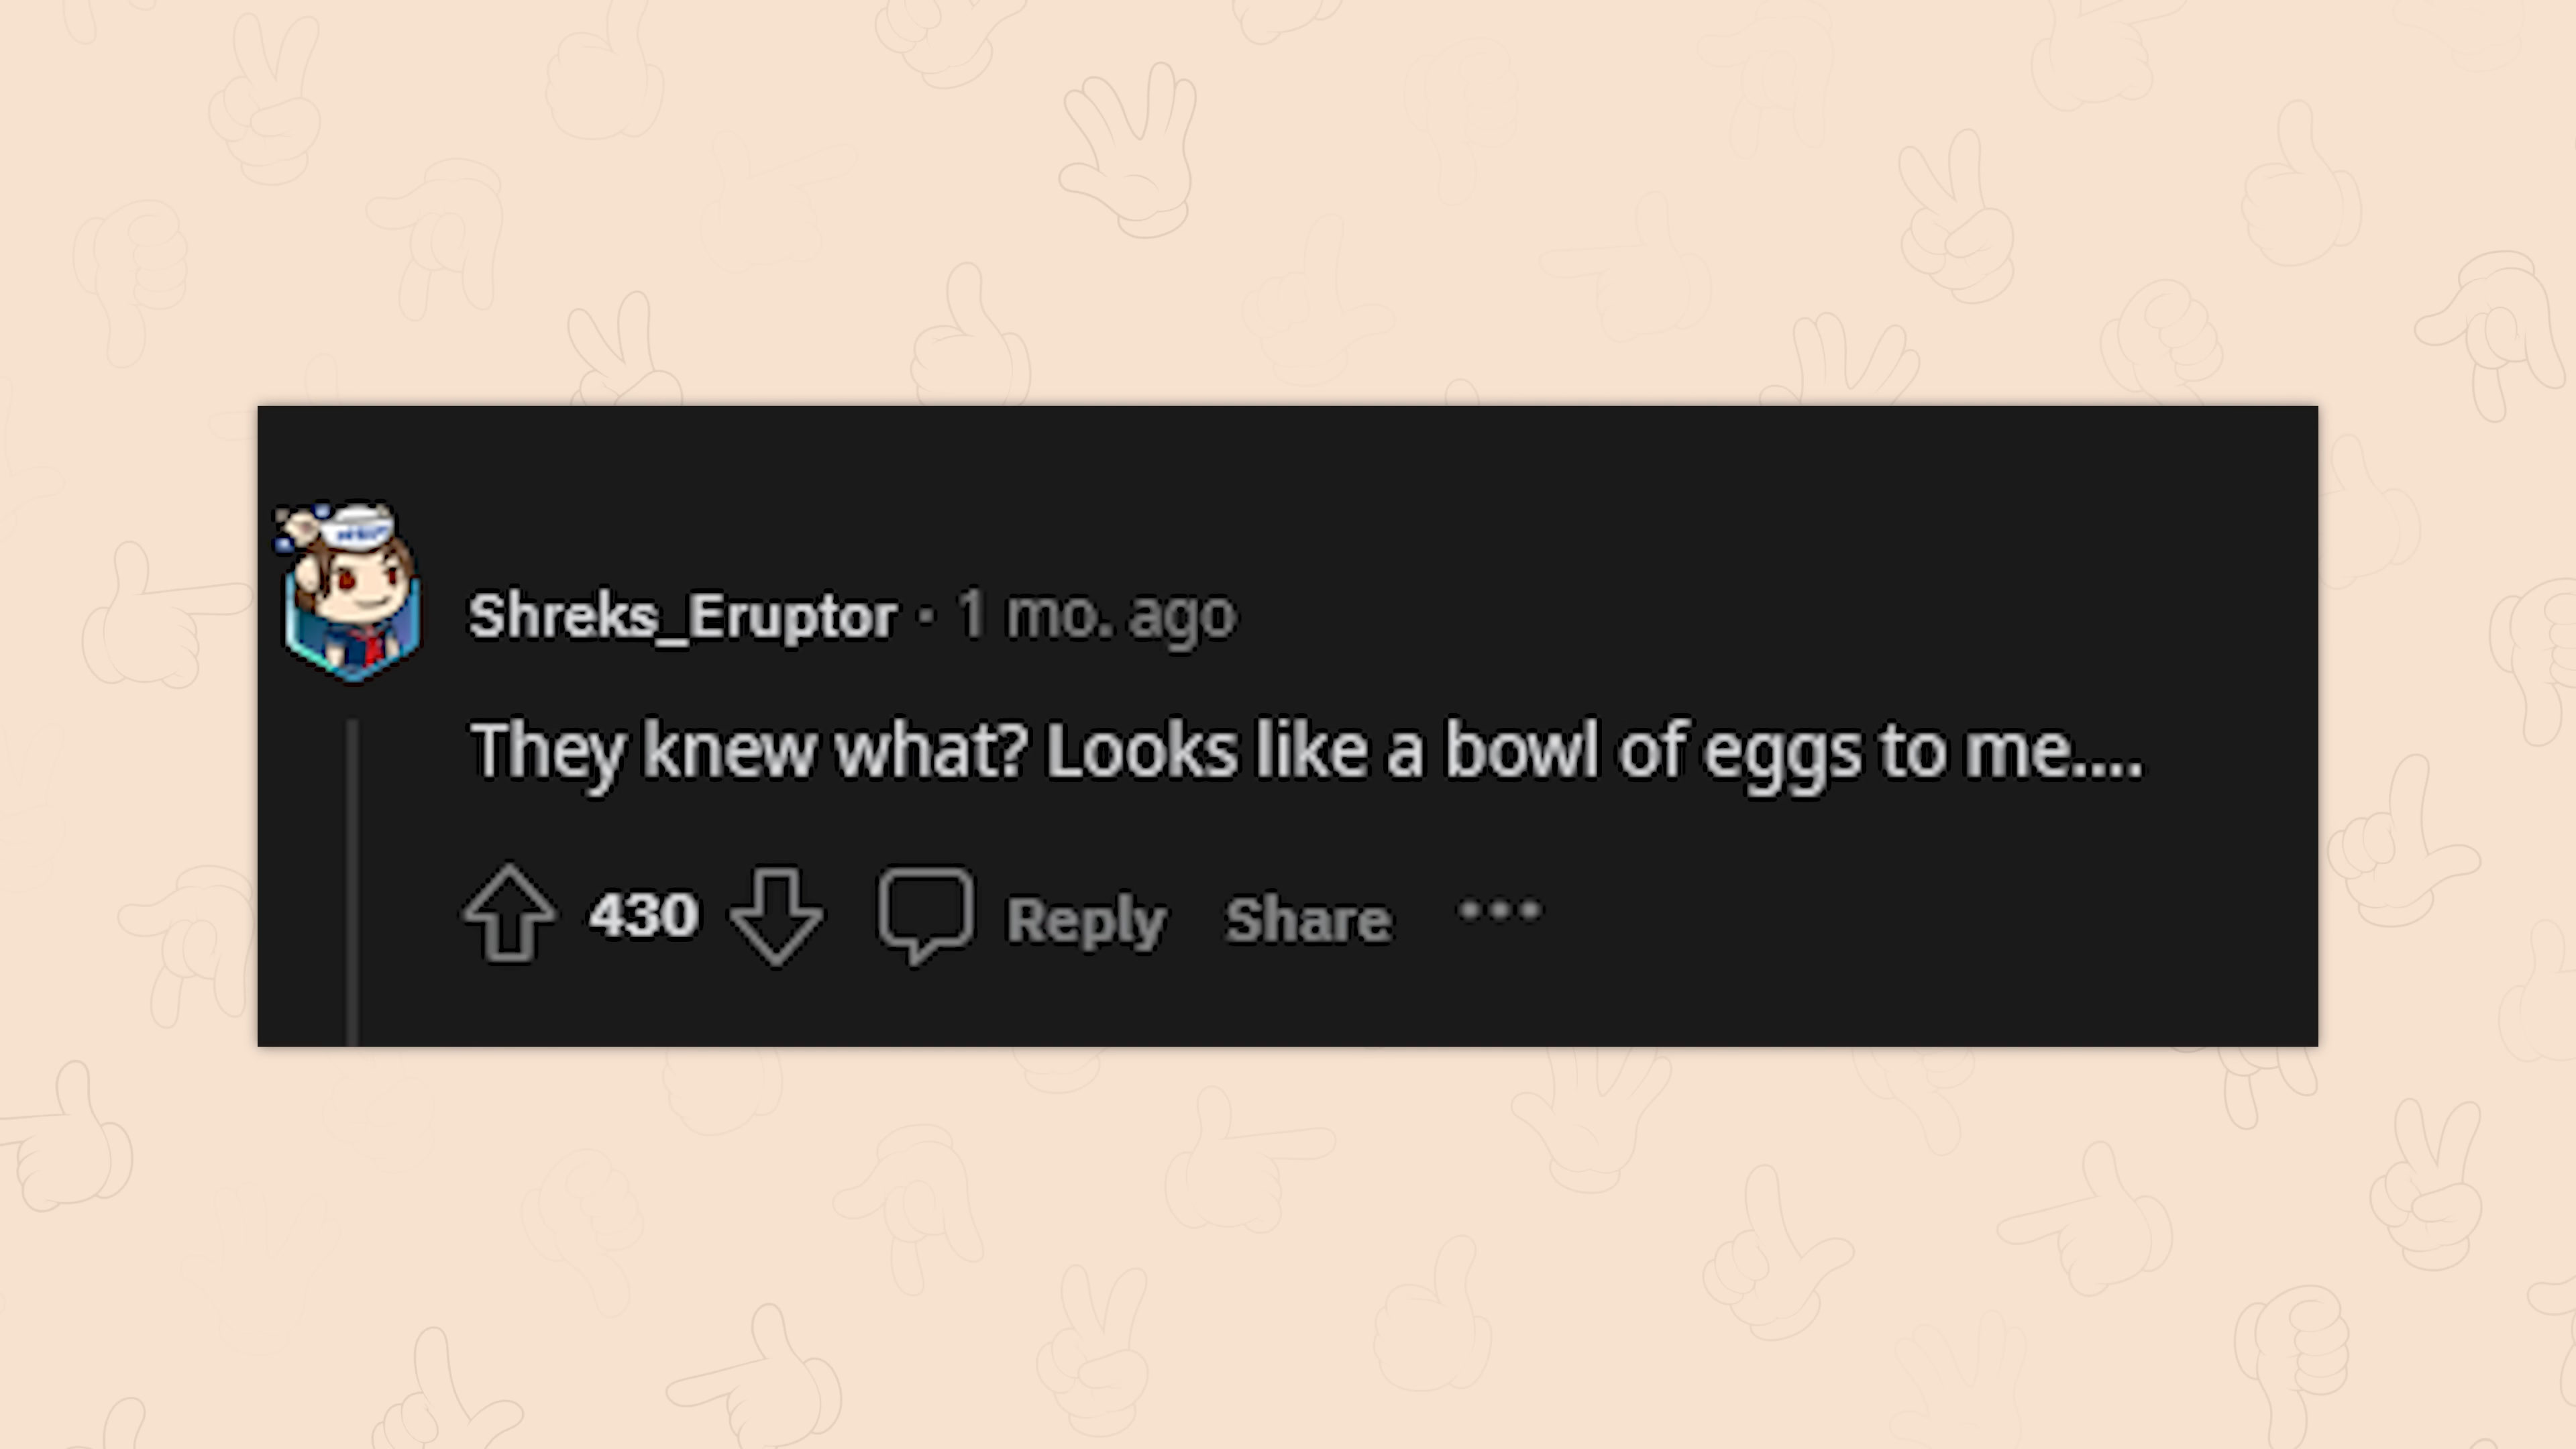 Shreks_Eruptor · 1 mo. ago
They knew what? Looks like a bowl of eggs to me....
430 Reply Share ···